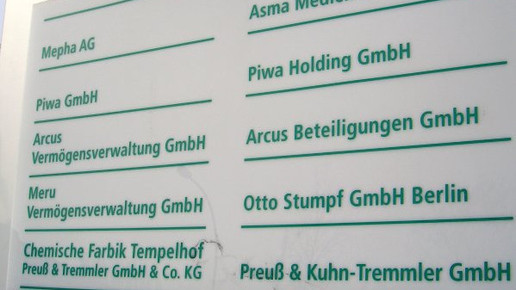 Mepha AG
Piwa GmbH
Arcus
Vermögensverwaltung GmbH
Meru
Vermögensverwaltung GmbH
Chemische Farbik Tempelhof
Preuß & Tremmler GmbH & Co. KG
Asma
Piwa Holding GmbH
Arcus Beteiligungen GmbH
Otto Stumpf GmbH Berlin
Preuß & Kuhn-Tremmler GmbH